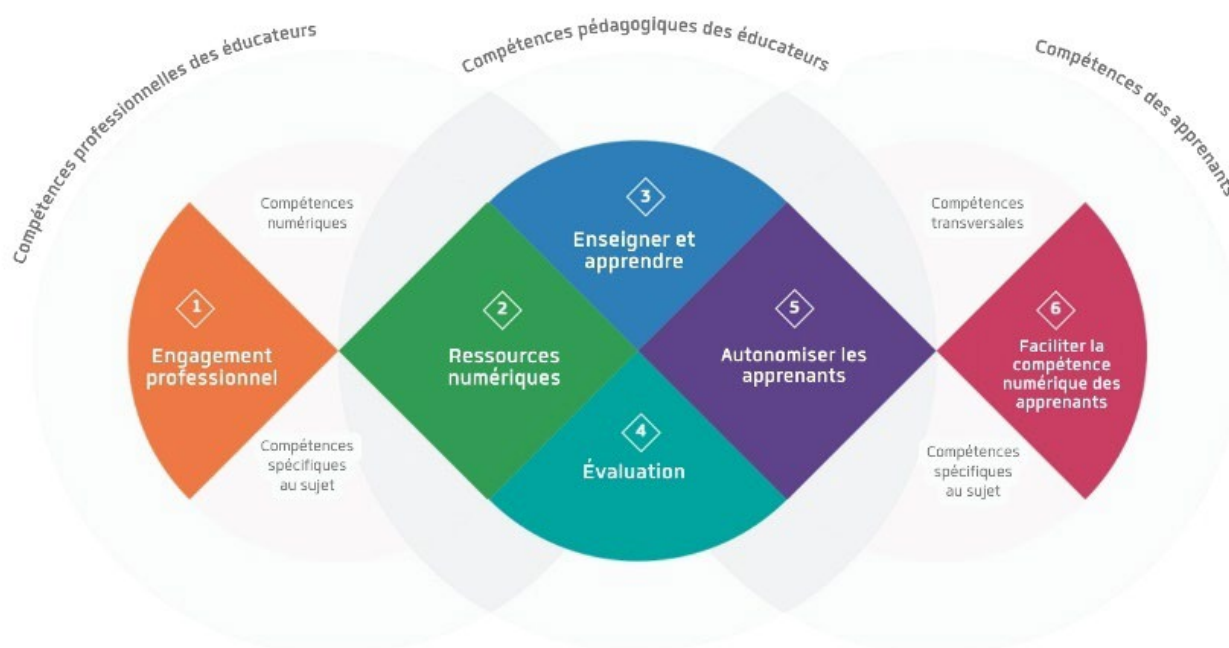 Compétences professionnelles des éducateurs
Compétences pédagogiques des éducateurs
Compétences des apprenants
Compétences
numériques
1
Engagement
professionnel
Compétences
spécifiques
au sujet
2
Ressources
numériques
3
Enseigner et
apprendre
4
Évaluation
5
Autonomiser les
apprenants
Compétences
transversales
6
Faciliter la
compétence
numérique des
apprenants
Compétences
spécifiques
au sujet